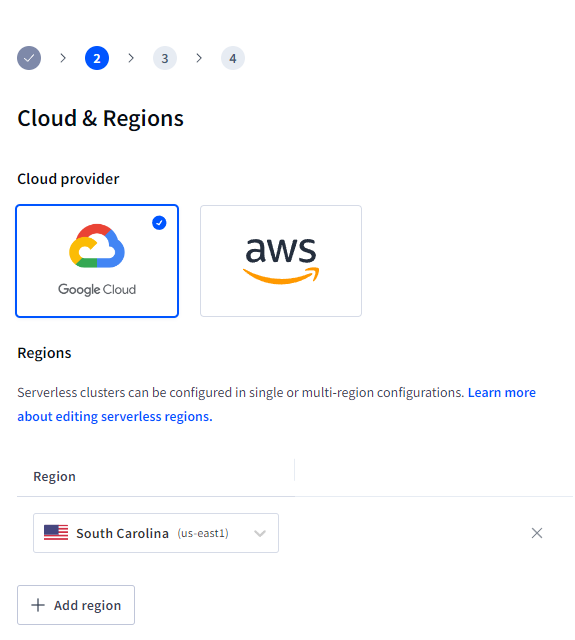 2
3
4
Cloud & Regions
Cloud provider
Google Cloud
aws
Regions
Serverless clusters can be configured in single or multi-region configurations. Learn more
about editing serverless regions.
Region
South Carolina (us-east1)
Add region